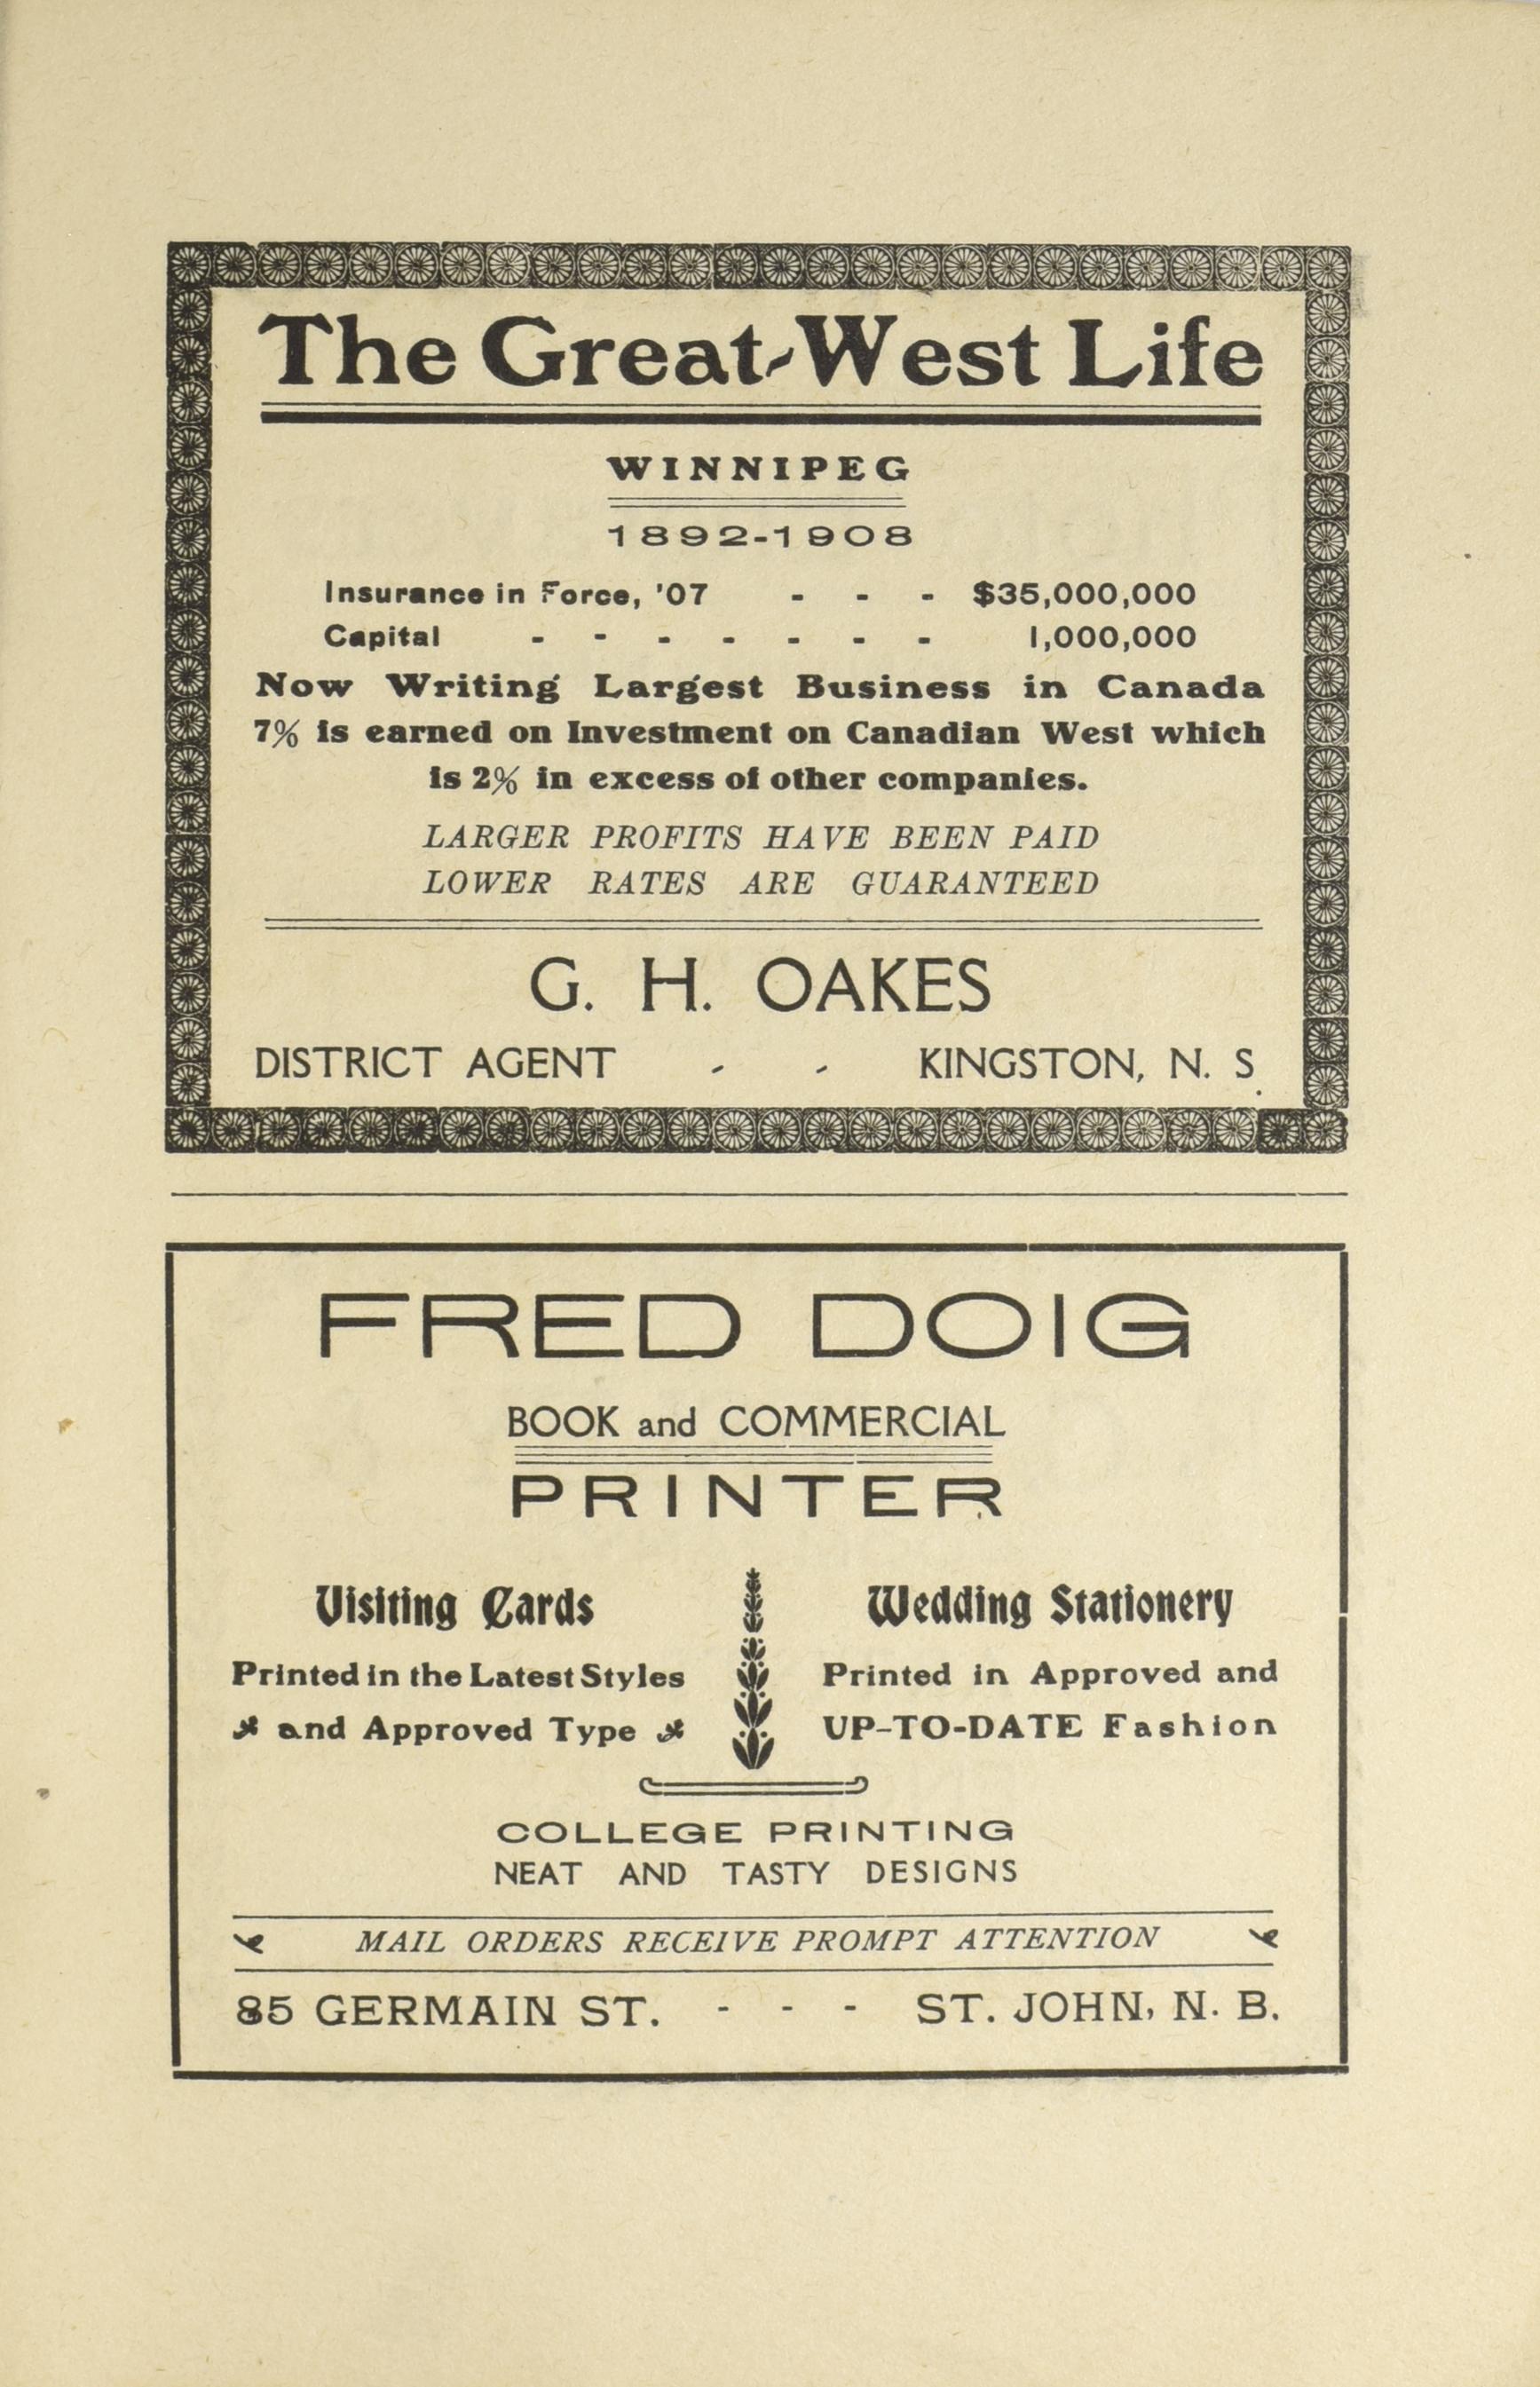 The Great-West Life
WINNIPEG
1892-1908
Insurance in Force, '07 - - - $35,000,000
Capital - - - - - - - 1,000,000
Now Writing Largest Business in Canada
7% is earned on Investment on Canadian West which
is 2% in excess of other companies.
LARGER PROFITS HAVE BEEN PAID
LOWER RATES ARE GUARANTEED
G. H. OAKES
DISTRICT AGENT - - KINGSTON, N. S.
FRED DOIG
BOOK and COMMERCIAL
PRINTER
Visiting Cards
Printed in the Latest Styles
and Approved Type
Wedding Stationery
Printed in Approved and
UP-TO-DATE Fashion
COLLEGE PRINTING
NEAT AND TASTY DESIGNS
MAIL ORDERS RECEIVE PROMPT ATTENTION
85 GERMAIN ST. - - - ST. JOHN, N. B.